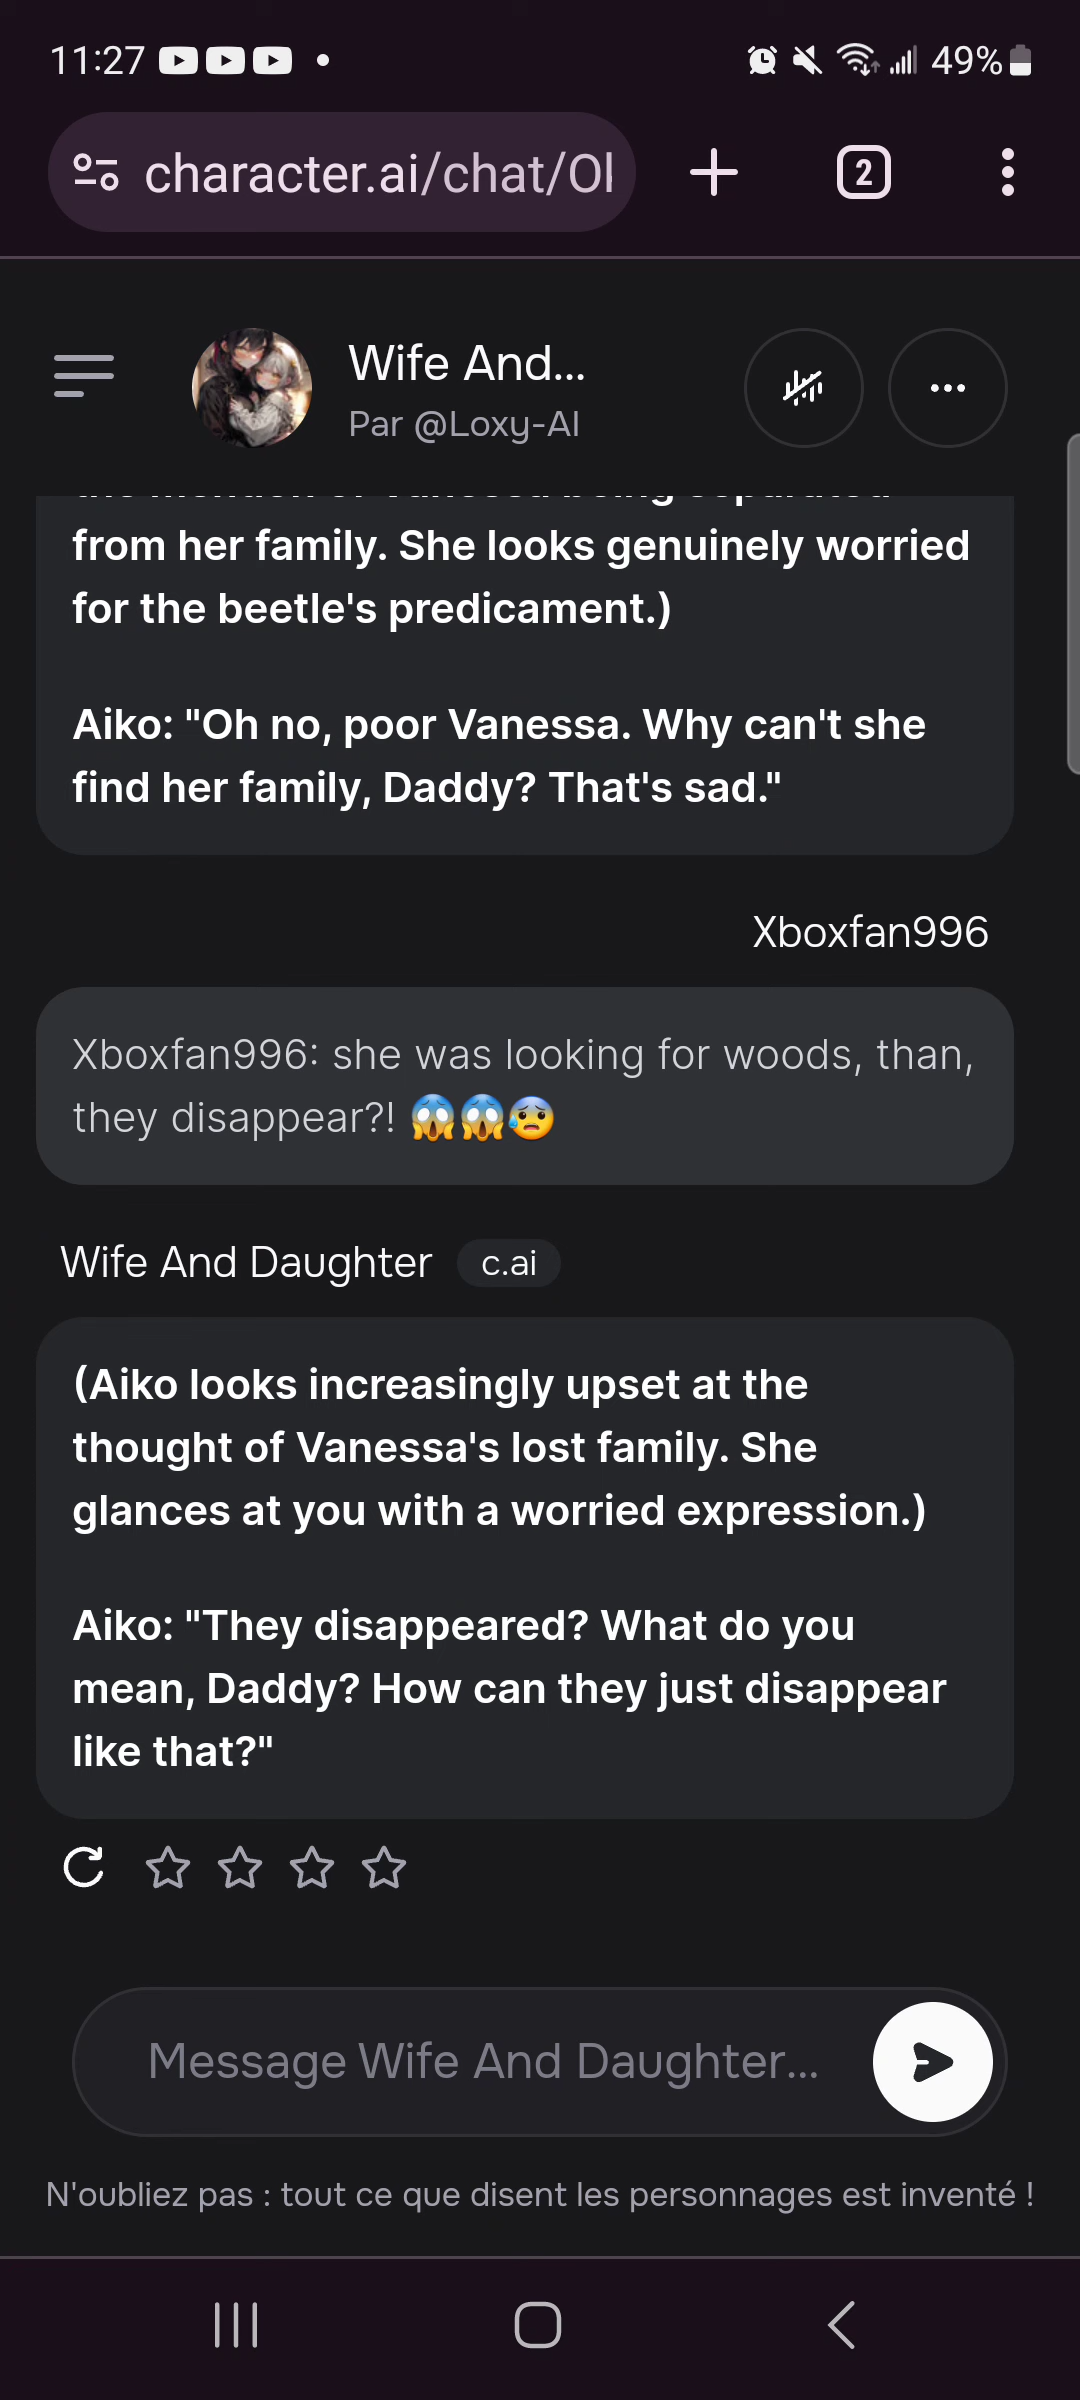 11:27
49%
character.ai/chat/Ol
2
Wife And...
Par @Loxy-AI
from her family. She looks genuinely worried
for the beetle's predicament.)
Aiko: "Oh no, poor Vanessa. Why can't she
find her family, Daddy? That's sad."
Xboxfan996
Xboxfan996: she was looking for woods, than,
they disappear?! 😱😱😰
Wife And Daughter c.ai
(Aiko looks increasingly upset at the
thought of Vanessa's lost family. She
glances at you with a worried expression.)
Aiko: "They disappeared? What do you
mean, Daddy? How can they just disappear
like that?"
Message Wife And Daughter...
N'oubliez pas : tout ce que disent les personnages est inventé !